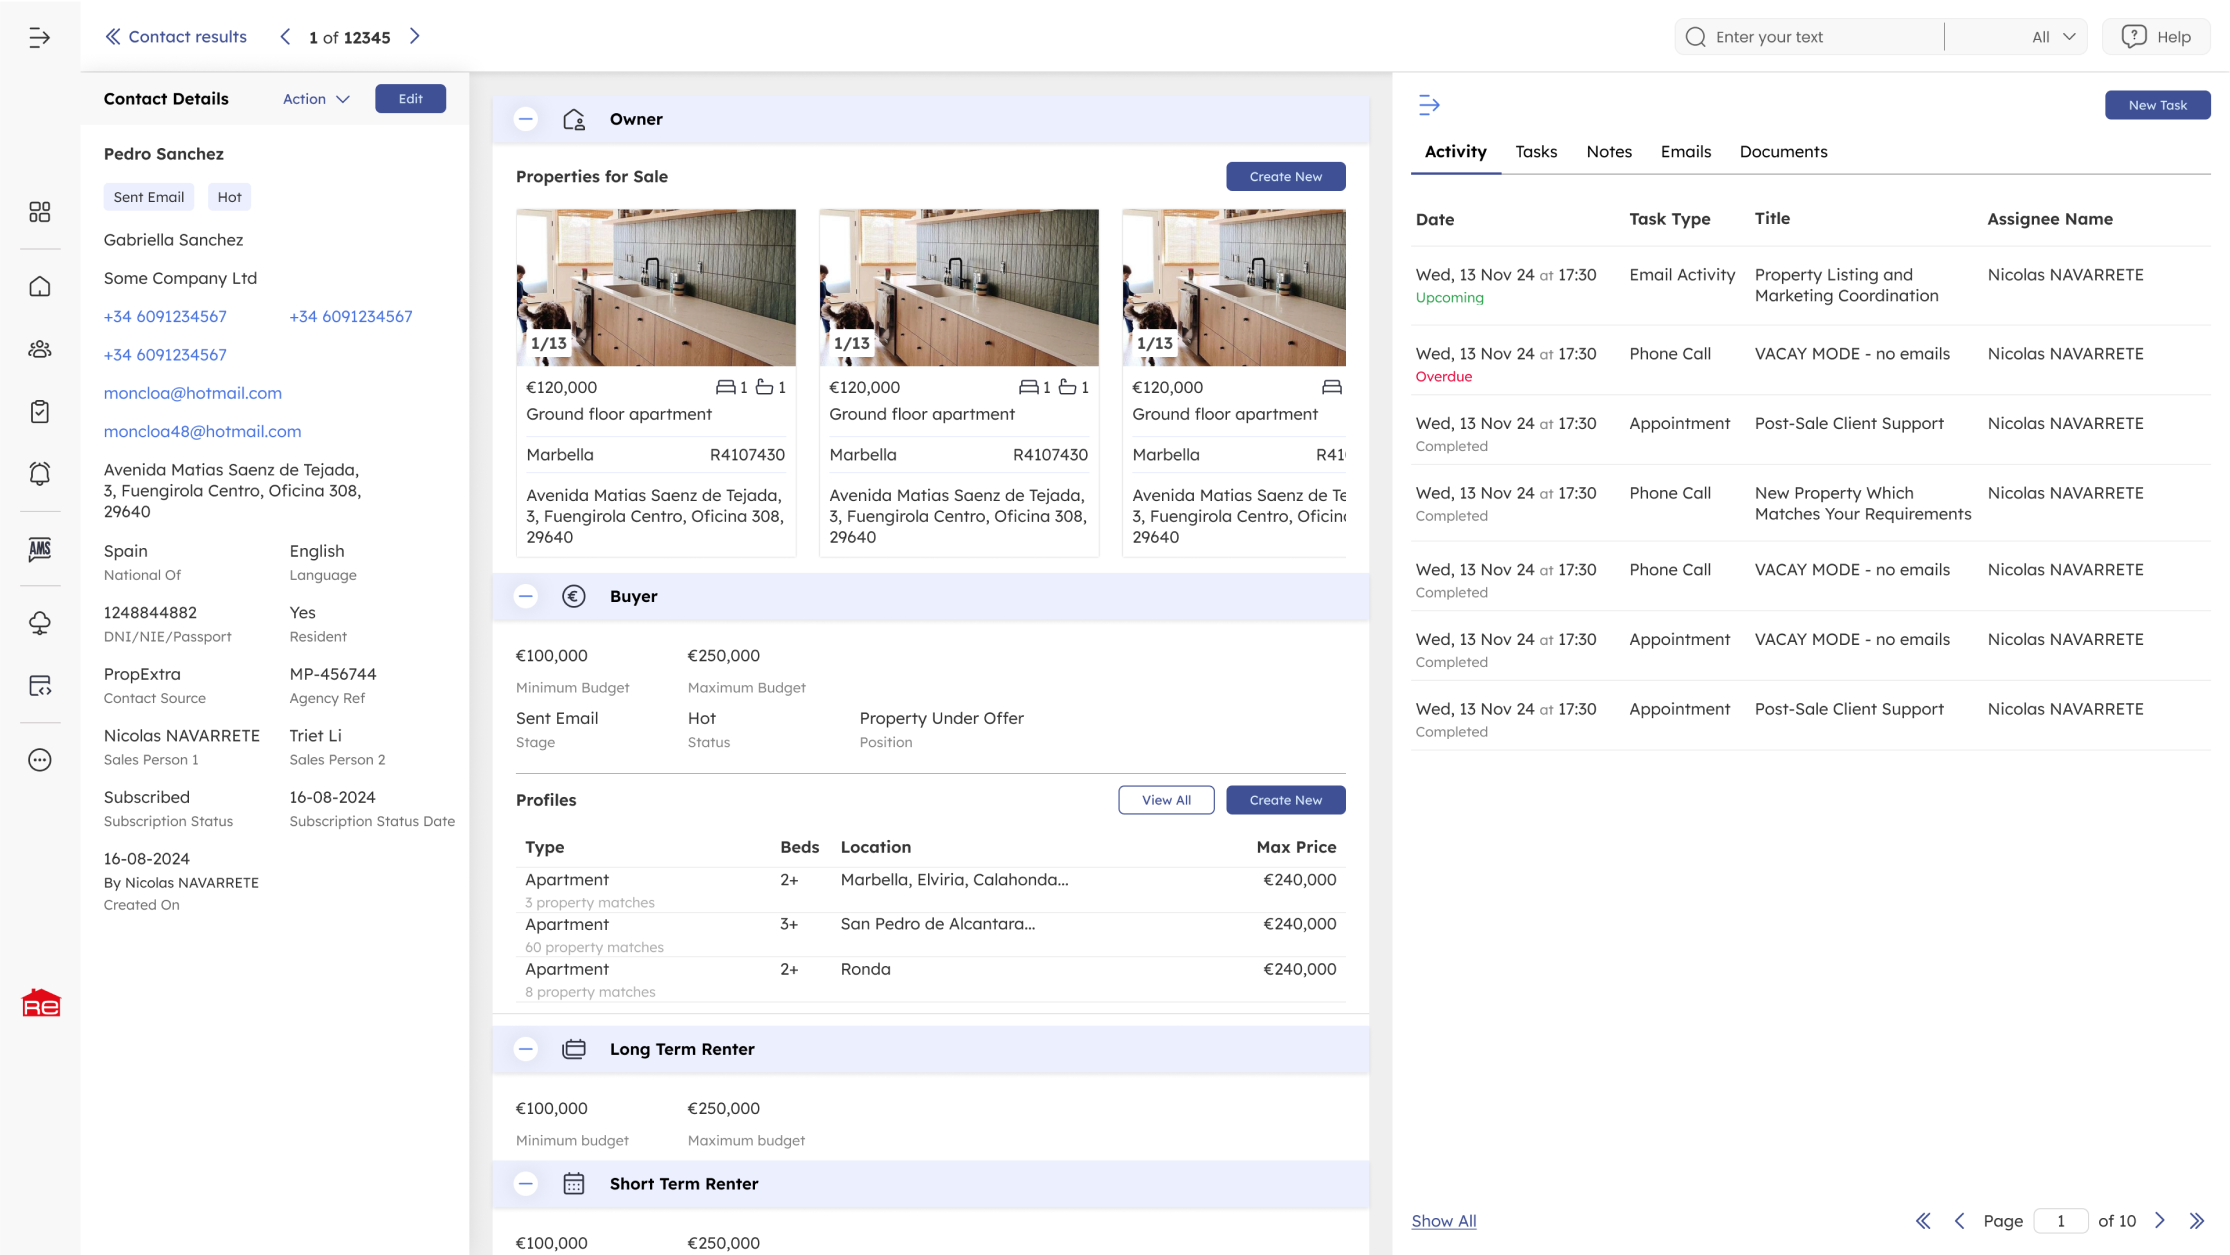 Contact results
1 of 12345
Enter your text
All
Help
Contact Details
Action
Edit
Pedro Sanchez
Sent Email
Hot
Gabriella Sanchez
Some Company Ltd
+34 6091234567
+34 6091234567
+34 6091234567
moncloa@hotmail.com
moncloa48@hotmail.com
Avenida Matias Saenz de Tejada,
3, Fuengirola Centro, Oficina 308,
29640
Spain
National Of
English
Language
1248844882
DNI/NIE/Passport
Yes
Resident
PropExtra
Contact Source
MP-456744
Agency Ref
Nicolas NAVARRETE
Sales Person 1
Triet Li
Sales Person 2
Subscribed
Subscription Status
16-08-2024
Subscription Status Date
16-08-2024
By Nicolas NAVARRETE
Created On
AMS
Re
Owner
Properties for Sale
Create New
1/13
€120,000
1
1
Ground floor apartment
Marbella
R4107430
Avenida Matias Saenz de Tejada,
3, Fuengirola Centro, Oficina 308,
29640
1/13
€120,000
1
1
Ground floor apartment
Marbella
R4107430
Avenida Matias Saenz de Tejada,
3, Fuengirola Centro, Oficina 308,
29640
1/13
€120,000
Ground floor apartment
Marbella
R41
Avenida Matias Saenz de Te
3, Fuengirola Centro, Oficin
29640
Buyer
€100,000
Minimum Budget
€250,000
Maximum Budget
Sent Email
Stage
Hot
Status
Property Under Offer
Position
Profiles
View All
Create New
Type Beds Location Max Price
Apartment 2+ Marbella, Elviria, Calahonda... €240,000
3 property matches
Apartment 3+ San Pedro de Alcantara... €240,000
60 property matches
Apartment 2+ Ronda €240,000
8 property matches
Long Term Renter
€100,000
Minimum budget
€250,000
Maximum budget
Short Term Renter
€100,000
€250,000
New Task
Activity Tasks Notes Emails Documents
Date Task Type Title Assignee Name
Wed, 13 Nov 24 at 17:30 Email Activity Property Listing and Nicolas NAVARRETE
Upcoming Marketing Coordination
Wed, 13 Nov 24 at 17:30 Phone Call VACAY MODE - no emails Nicolas NAVARRETE
Overdue
Wed, 13 Nov 24 at 17:30 Appointment Post-Sale Client Support Nicolas NAVARRETE
Completed
Wed, 13 Nov 24 at 17:30 Phone Call New Property Which Nicolas NAVARRETE
Completed Matches Your Requirements
Wed, 13 Nov 24 at 17:30 Phone Call VACAY MODE - no emails Nicolas NAVARRETE
Completed
Wed, 13 Nov 24 at 17:30 Appointment VACAY MODE - no emails Nicolas NAVARRETE
Completed
Wed, 13 Nov 24 at 17:30 Appointment Post-Sale Client Support Nicolas NAVARRETE
Completed
Show All
Page 1 of 10